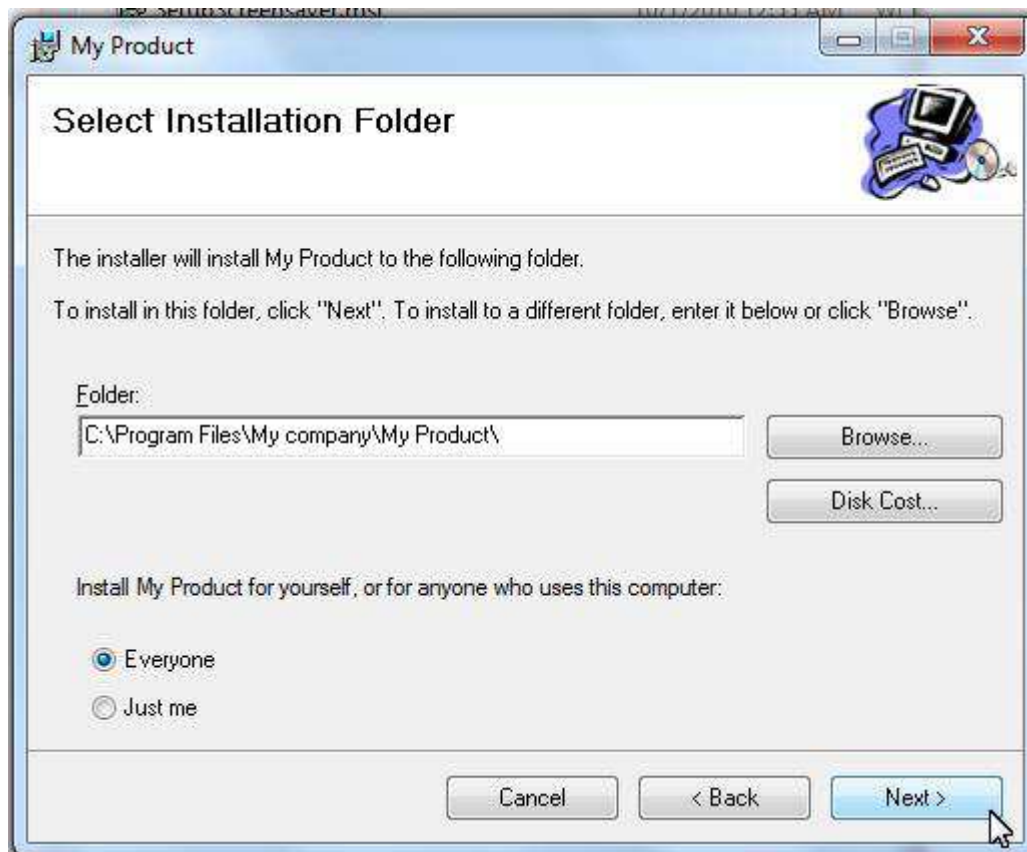 SetupScreensaver.msi
My Product
Select Installation Folder
The installer will install My Product to the following folder.
To install in this folder, click "Next". To install to a different folder, enter it below or click "Browse".
Folder:
C:\Program Files\My company\My Product\
Browse...
Disk Cost...
Install My Product for yourself, or for anyone who uses this computer:
Everyone
Just me
Cancel
< Back
Next >